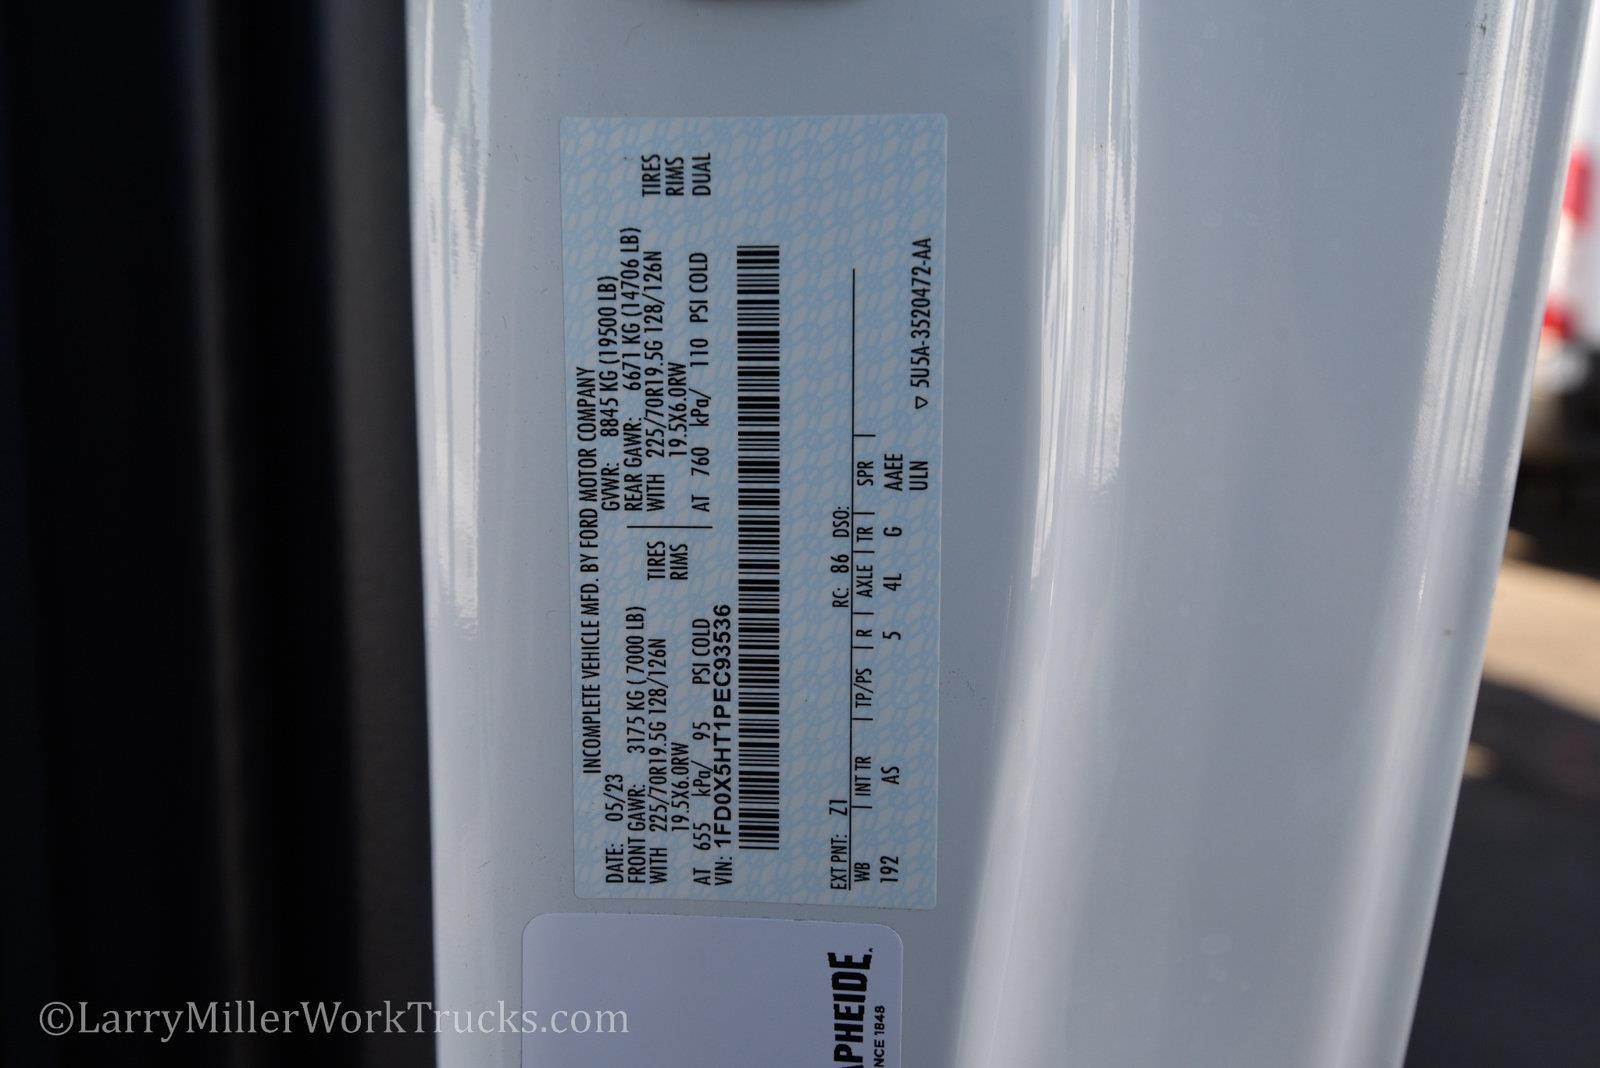 INCOMPLETE VEHICLE MFD. BY FORD MOTOR COMPANY
DATE: 05/23 GVWR: 8845 KG (19500 LB)
FRONT GAWR: 3175 KG ( 7000 LB) REAR GAWR: 6671 KG (14706 LB)
WITH 225/70R19.5G 128/126N TIRES WITH 225/70R19.5G 128/126N TIRES
19.5X6.0RW RIMS 19.5X6.0RW RIMS
AT 655 kPa/ 95 PSI COLD AT 760 kPa/ 110 PSI COLD DUAL
VIN: 1FD0X5HT1PEC93536
EXT PNT: Z1 RC: 86 DSO:
WB | INT TR | TP/PS | R | AXLE | TR | SPR |
192 AS 5 4L G AAEE
ULN
▽ 5U5A-3520472-AA
APHEIDE.
NCE 1848
©LarryMillerWorkTrucks.com